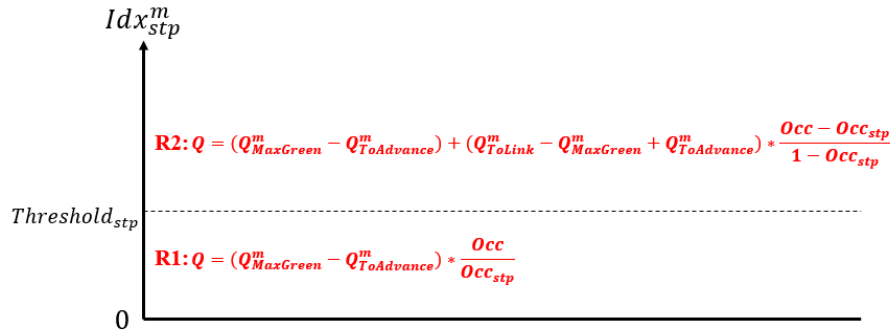 Idx^m_stp
R2: Q = (Q^m_MaxGreen − Q^m_ToAdvance) + (Q^m_ToLink − Q^m_MaxGreen + Q^m_ToAdvance) * (Occ − Occ_stp) / (1 − Occ_stp)
Threshold_stp
R1: Q = (Q^m_MaxGreen − Q^m_ToAdvance) * Occ / Occ_stp
0